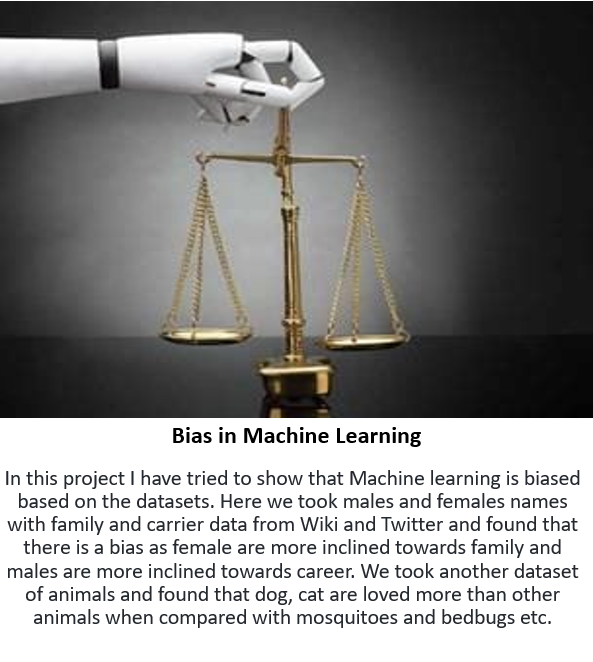 Bias in Machine Learning
In this project I have tried to show that Machine learning is biased
based on the datasets. Here we took males and females names
with family and carrier data from Wiki and Twitter and found that
there is a bias as female are more inclined towards family and
males are more inclined towards career. We took another dataset
of animals and found that dog, cat are loved more than other
animals when compared with mosquitoes and bedbugs etc.